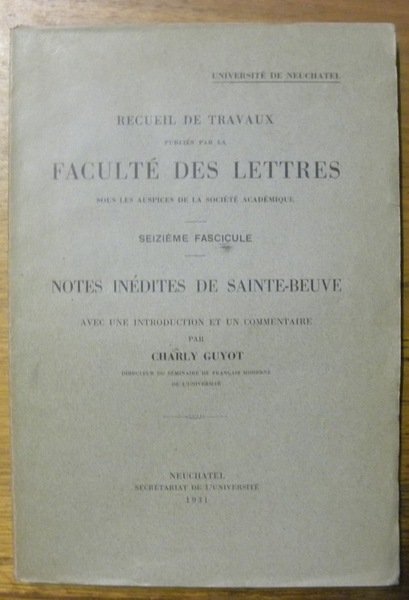 UNIVERSITÉ DE NEUCHATEL
RECUEIL DE TRAVAUX
PUBLIÉS PAR LA
FACULTÉ DES LETTRES
SOUS LES AUSPICES DE LA SOCIÉTÉ ACADÉMIQUE
SEIZIÈME FASCICULE
NOTES INÉDITES DE SAINTE-BEUVE
AVEC UNE INTRODUCTION ET UN COMMENTAIRE
PAR
CHARLY GUYOT
DIRECTEUR DU SÉMINAIRE DE FRANÇAIS MODERNE
DE L'UNIVERSITÉ
NEUCHATEL
SECRÉTARIAT DE L'UNIVERSITÉ
1931